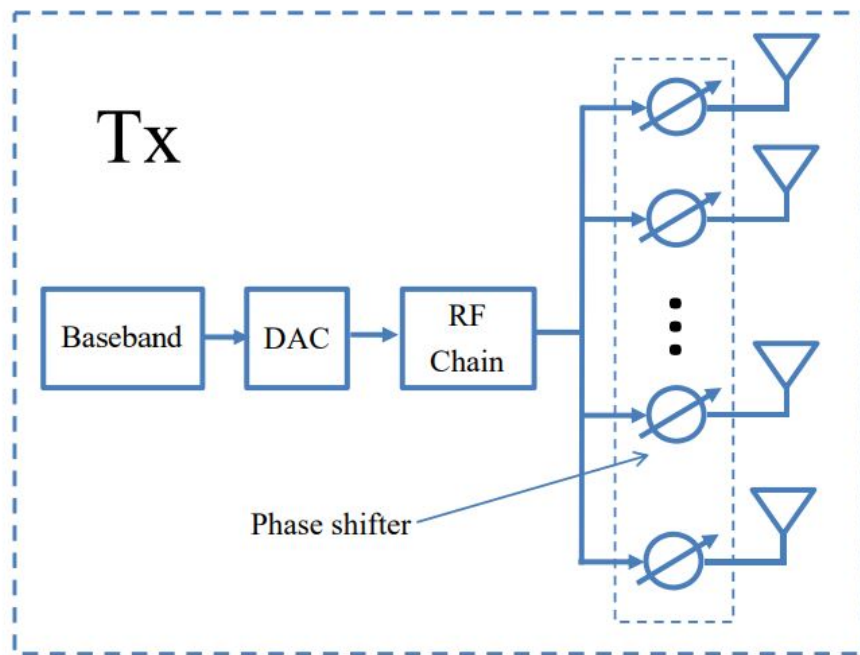 Tx
Baseband
DAC
RF
Chain
Phase shifter